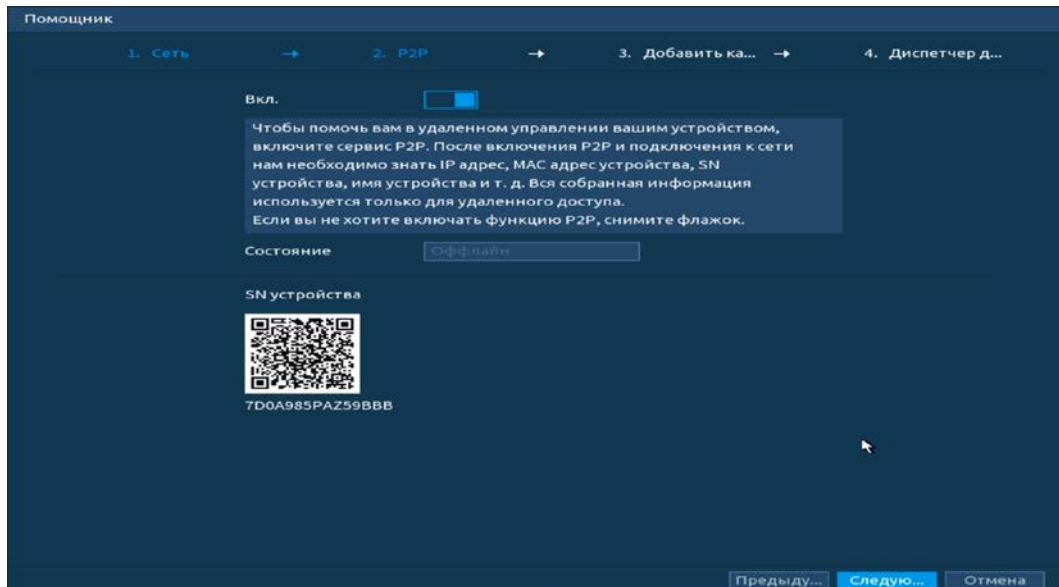 Помощник
1. Сеть → 2. P2P → 3. Добавить ка... → 4. Диспетчер д...
Вкл.
Чтобы помочь вам в удаленном управлении вашим устройством,
включите сервис P2P. После включения P2P и подключения к сети
нам необходимо знать IP адрес, MAC адрес устройства, SN
устройства, имя устройства и т. д. Вся собранная информация
используется только для удаленного доступа.
Если вы не хотите включать функцию P2P, снимите флажок.
Состояние Оффлайн
SN устройства
7D0A985PAZ59BBB
Предыду... Следую... Отмена